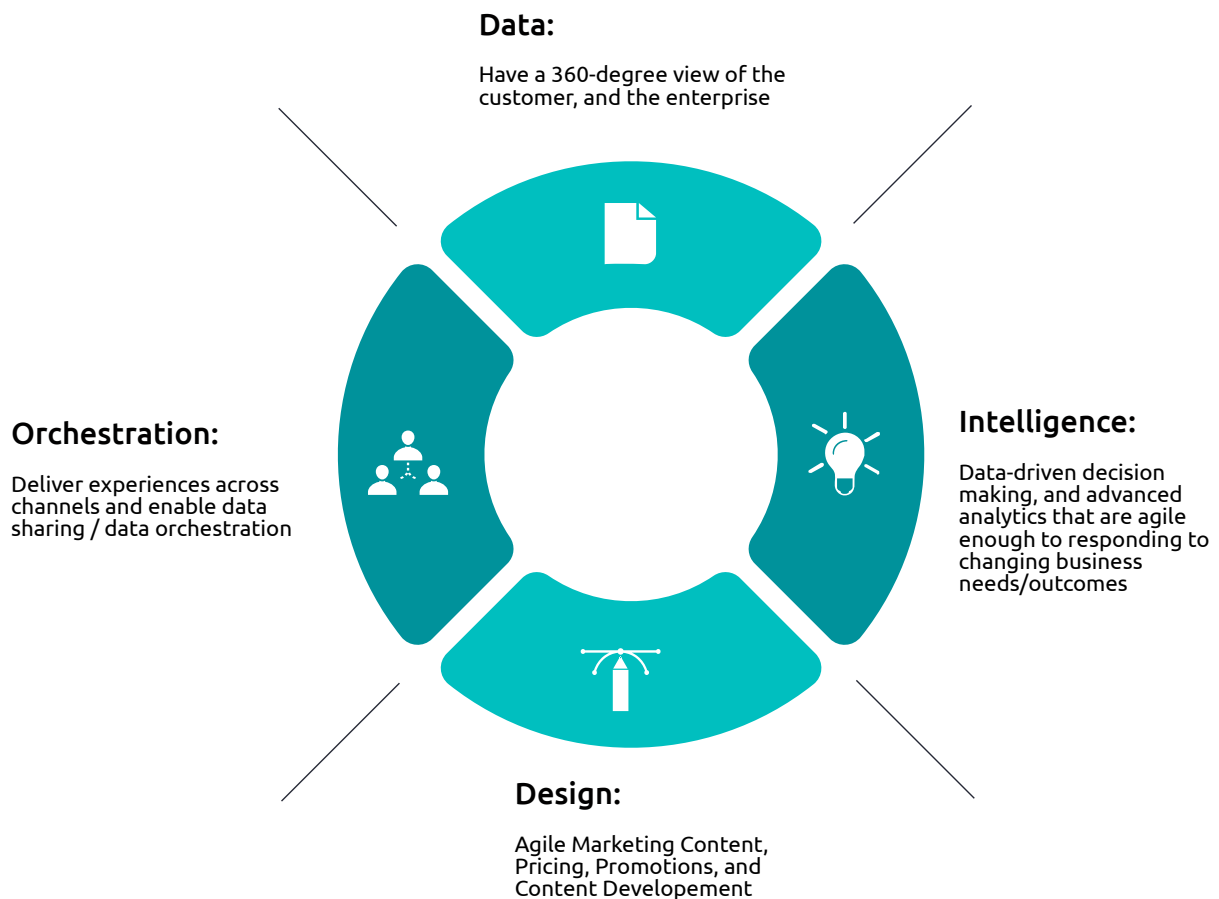 Data:
Have a 360-degree view of the
customer, and the enterprise
Orchestration:
Deliver experiences across
channels and enable data
sharing / data orchestration
Intelligence:
Data-driven decision
making, and advanced
analytics that are agile
enough to responding to
changing business
needs/outcomes
Design:
Agile Marketing Content,
Pricing, Promotions, and
Content Developement